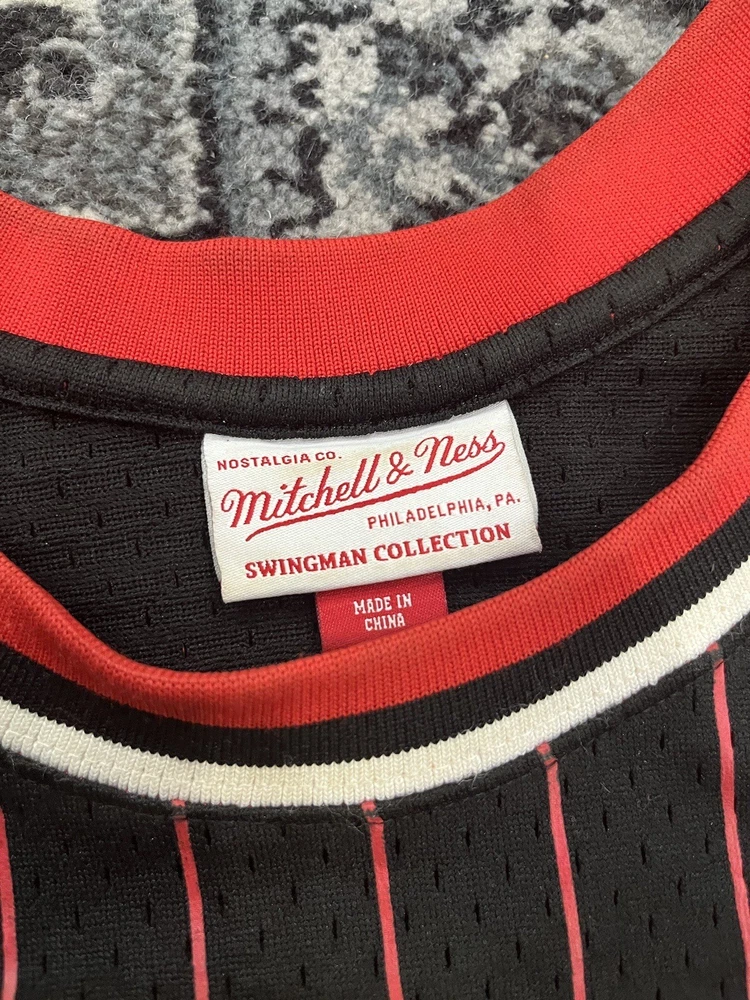 NOSTALGIA CO.
Mitchell & Ness
PHILADELPHIA, PA.
SWINGMAN COLLECTION
MADE IN
CHINA